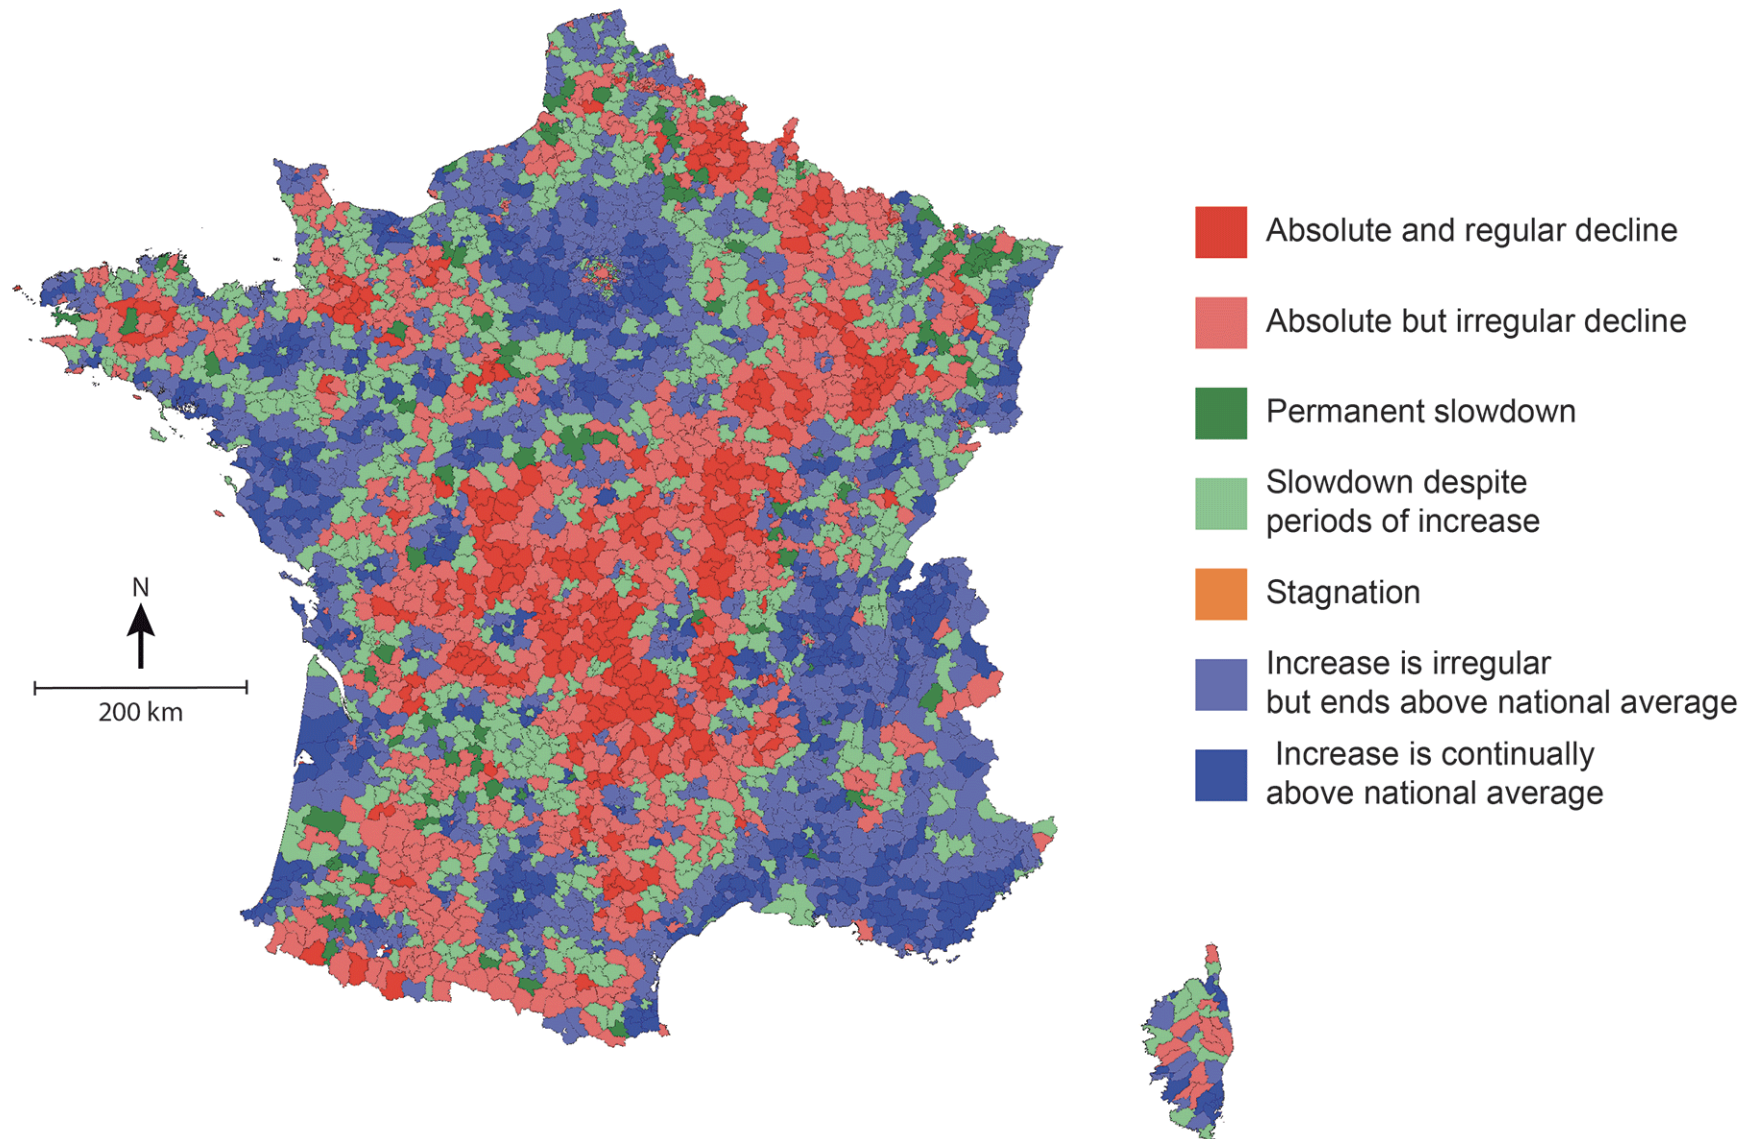 Absolute and regular decline
Absolute but irregular decline
Permanent slowdown
Slowdown despite
periods of increase
N
Stagnation
Increase is irregular
but ends above national average
200 km
Increase is continually
above national average